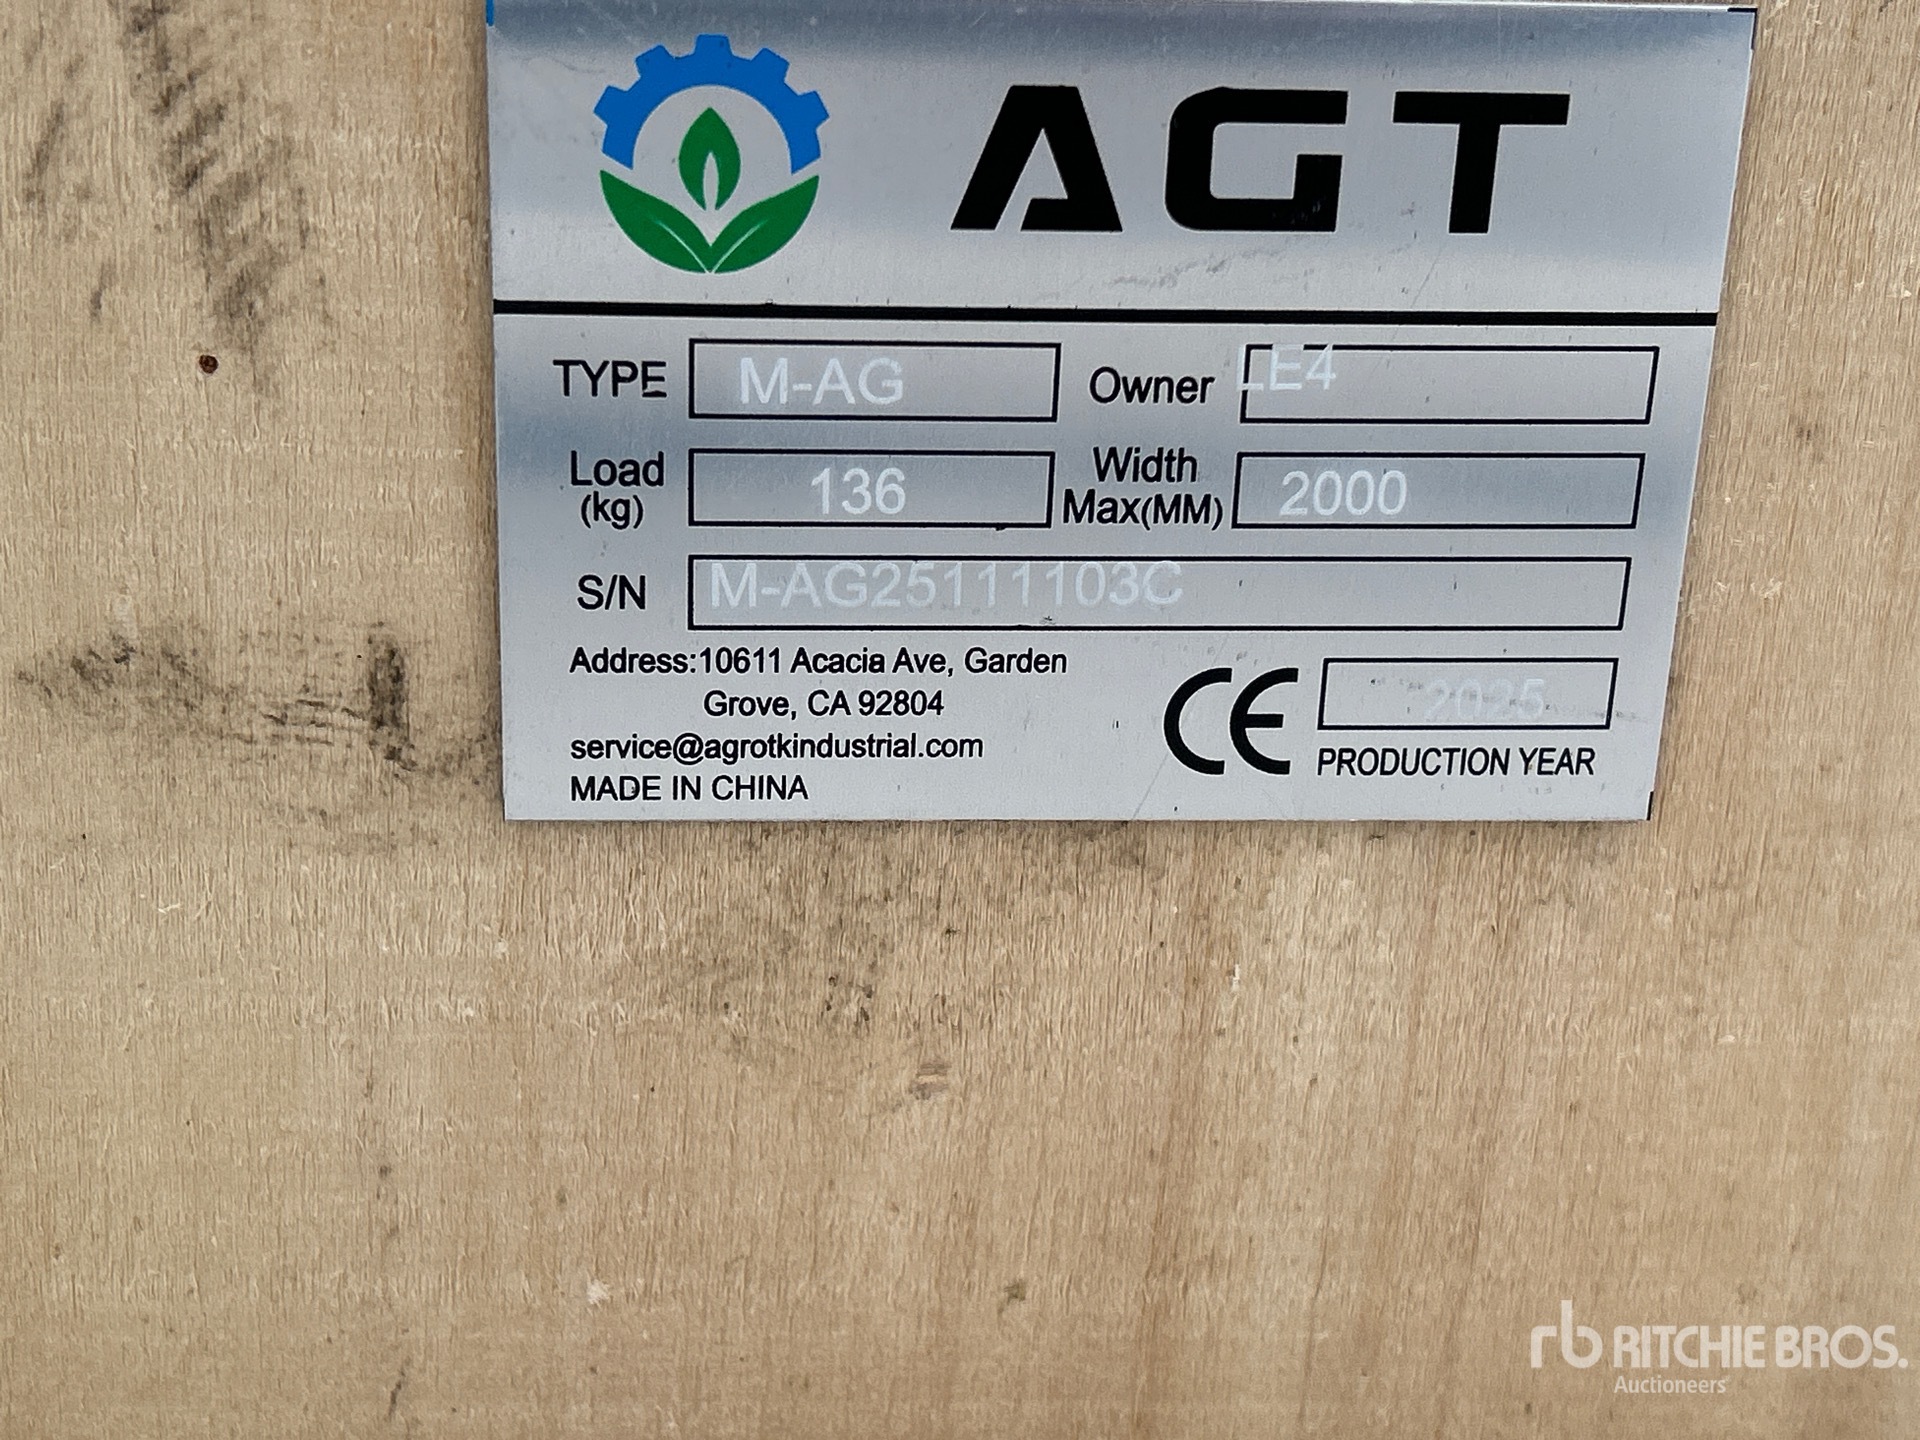 AGT
TYPE M-AG Owner LE4
Load (kg) 136 Width Max(MM) 2000
S/N M-AG25111103C
Address:10611 Acacia Ave, Garden
Grove, CA 92804
service@agrotkindustrial.com
MADE IN CHINA
CE 2025
PRODUCTION YEAR
rb RITCHIE BROS.
Auctioneers